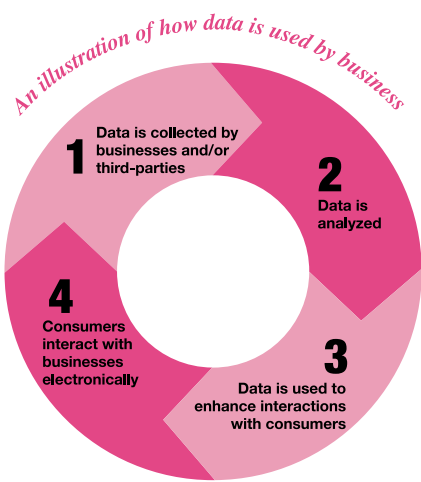 An illustration of how data is used by business
1
Data is collected by
businesses and/or
third-parties
2
Data is
analyzed
3
Data is used to
enhance interactions
with consumers
4
Consumers
interact with
businesses
electronically